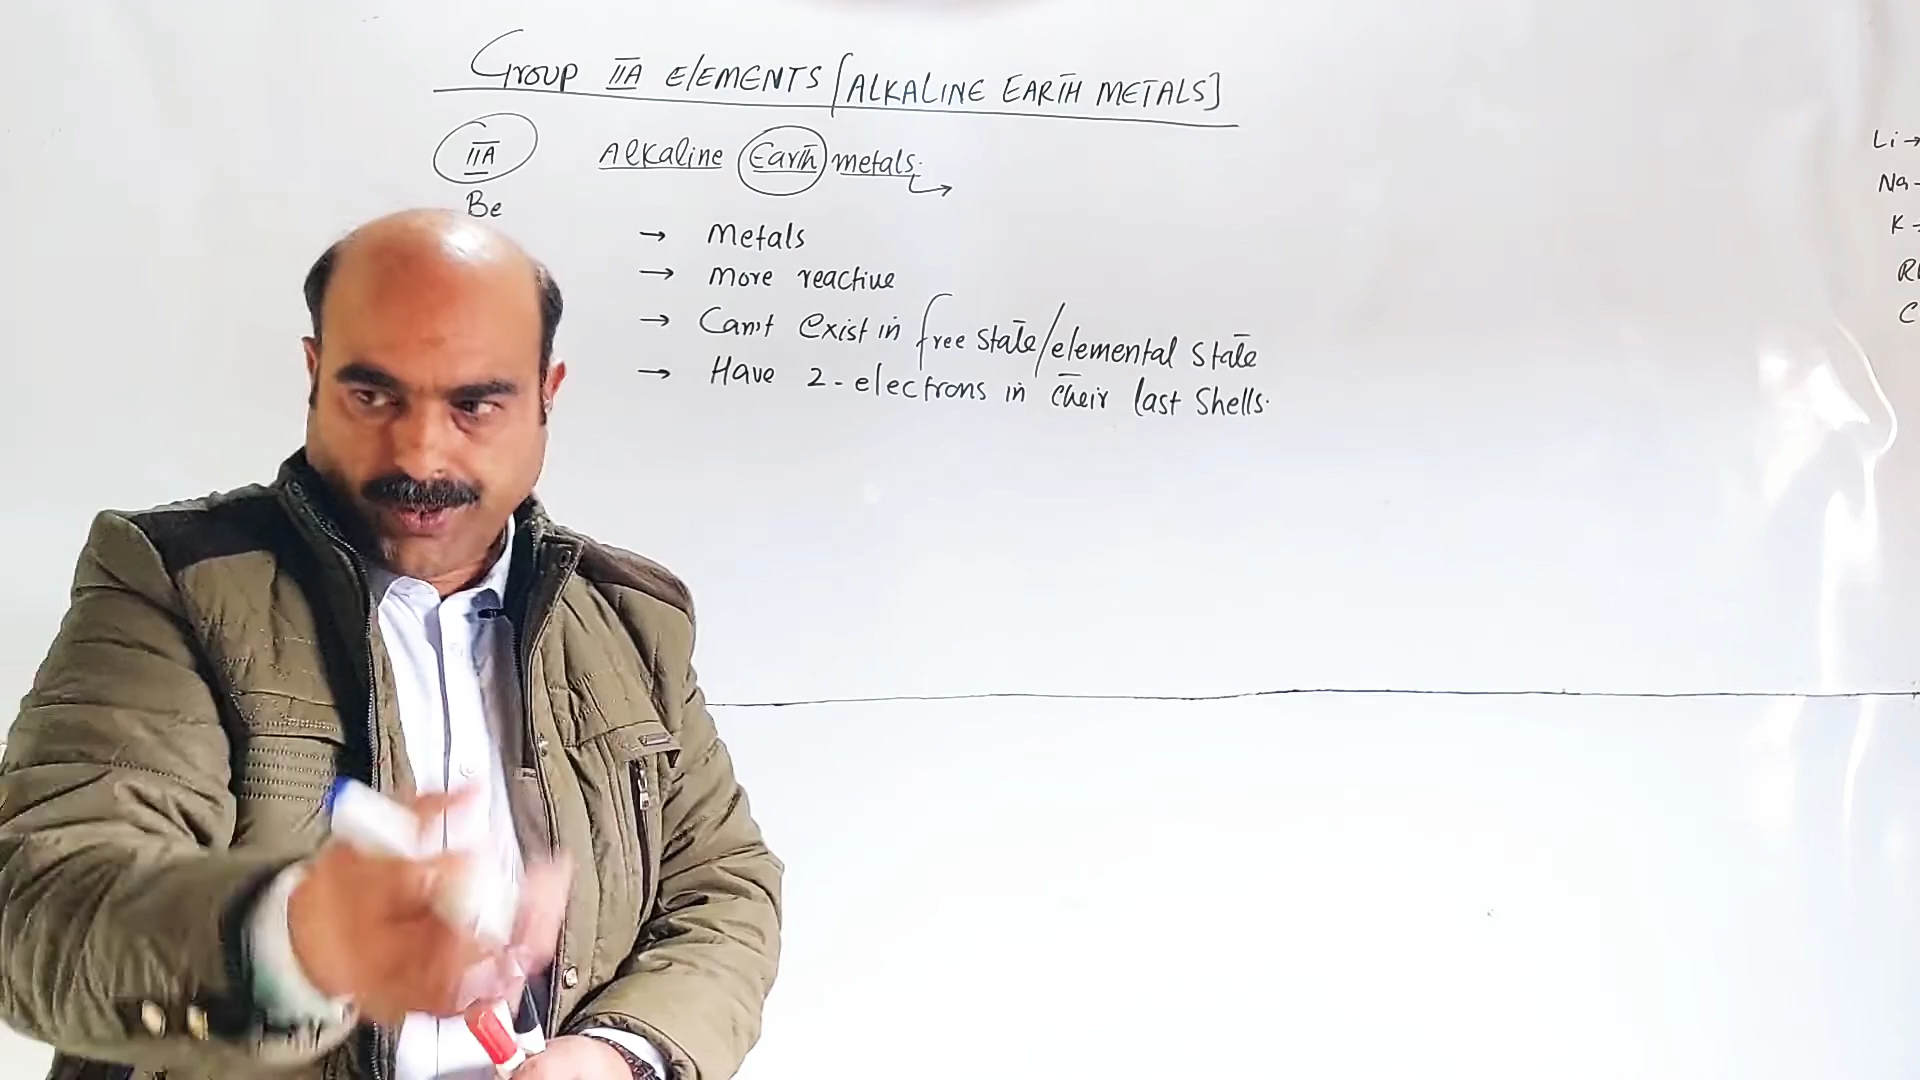 Group IIA ElEMENTS [ALKALINE EARTH METALS]
IIA
Be
Alkaline Earth metals.
→ Metals
→ More reactive
→ Can't Exist in free state/elemental state
→ Have 2-electrons in their last shells.
Li →
Na -
K -